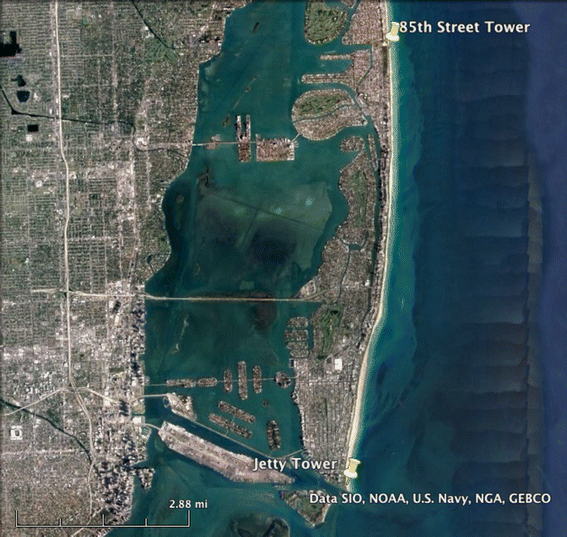 85th Street Tower
Jetty Tower
Data SIO, NOAA, U.S. Navy, NGA, GEBCO
2.88 mi